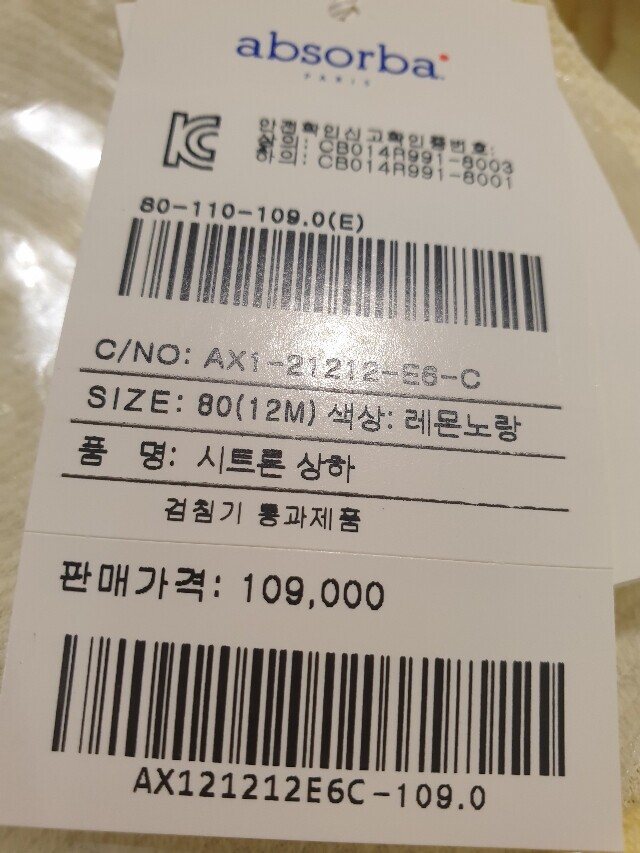 absorba
PARIS
안전확인신고확인증번호:
상의: CB014R991-8003
하의: CB014R991-8001
80-110-109.0(E)
C/NO: AX1-21212-E6-C
SIZE: 80(12M) 색상: 레몬노랑
품 명: 시트론 상하
검침기 통과제품
판매가격: 109,000
AX121212E6C-109.0